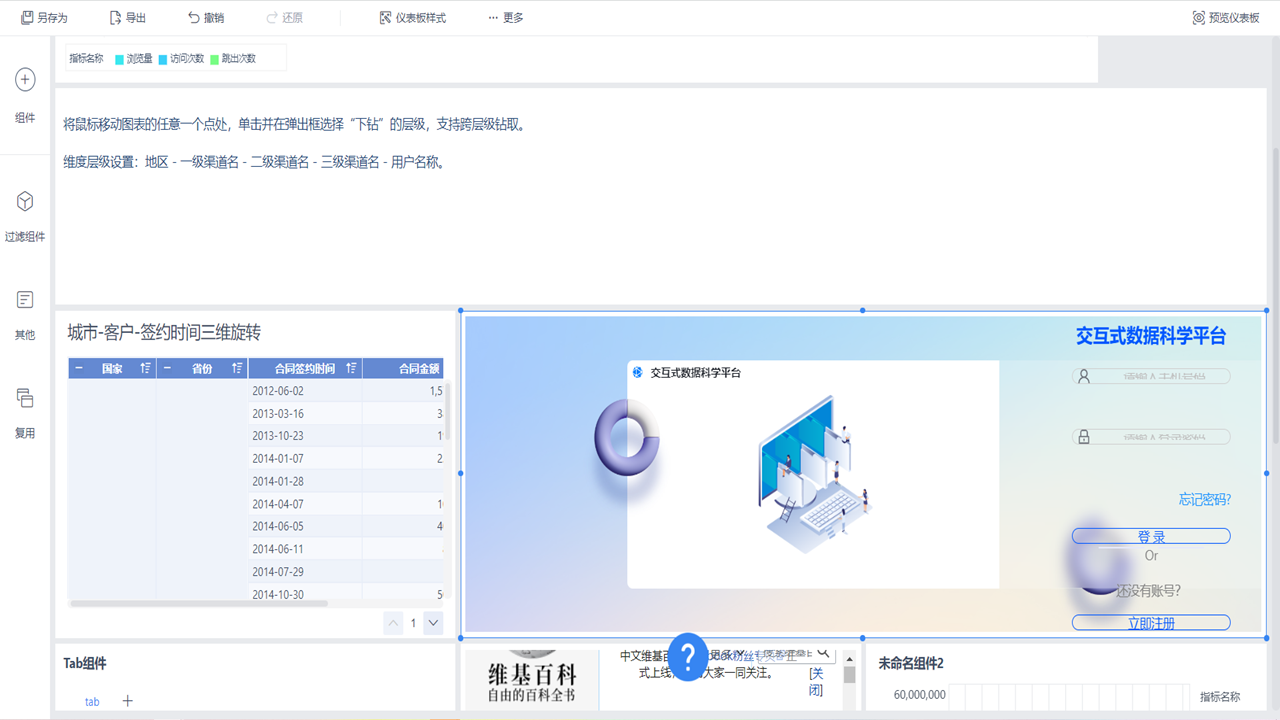 另存为 导出 撤销 还原 仪表板样式 ··· 更多 预览仪表板
组件
过滤组件
其他
复用
指标名称 浏览量 访问次数 跳出次数
将鼠标移动图表的任意一个点处，单击并在弹出框选择“下钻”的层级，支持跨层级钻取。
维度层级设置：地区 - 一级渠道名 - 二级渠道名 - 三级渠道名 - 用户名称。
城市-客户-签约时间三维旋转
国家 省份 合同签约时间 合同金额
2012-06-02 1,5
2013-03-16
2013-10-23
2014-01-07
2014-01-28
2014-04-07
2014-06-05
2014-06-11
2014-07-29
2014-10-30
1
交互式数据科学平台
交互式数据科学平台
忘记密码?
登 录
Or
还没有账号?
立即注册
Tab组件
tab
维基百科
自由的百科全书
中文维基百
式上线 大家一同关注。
[关
闭]
?
未命名组件2
60,000,000
指标名称